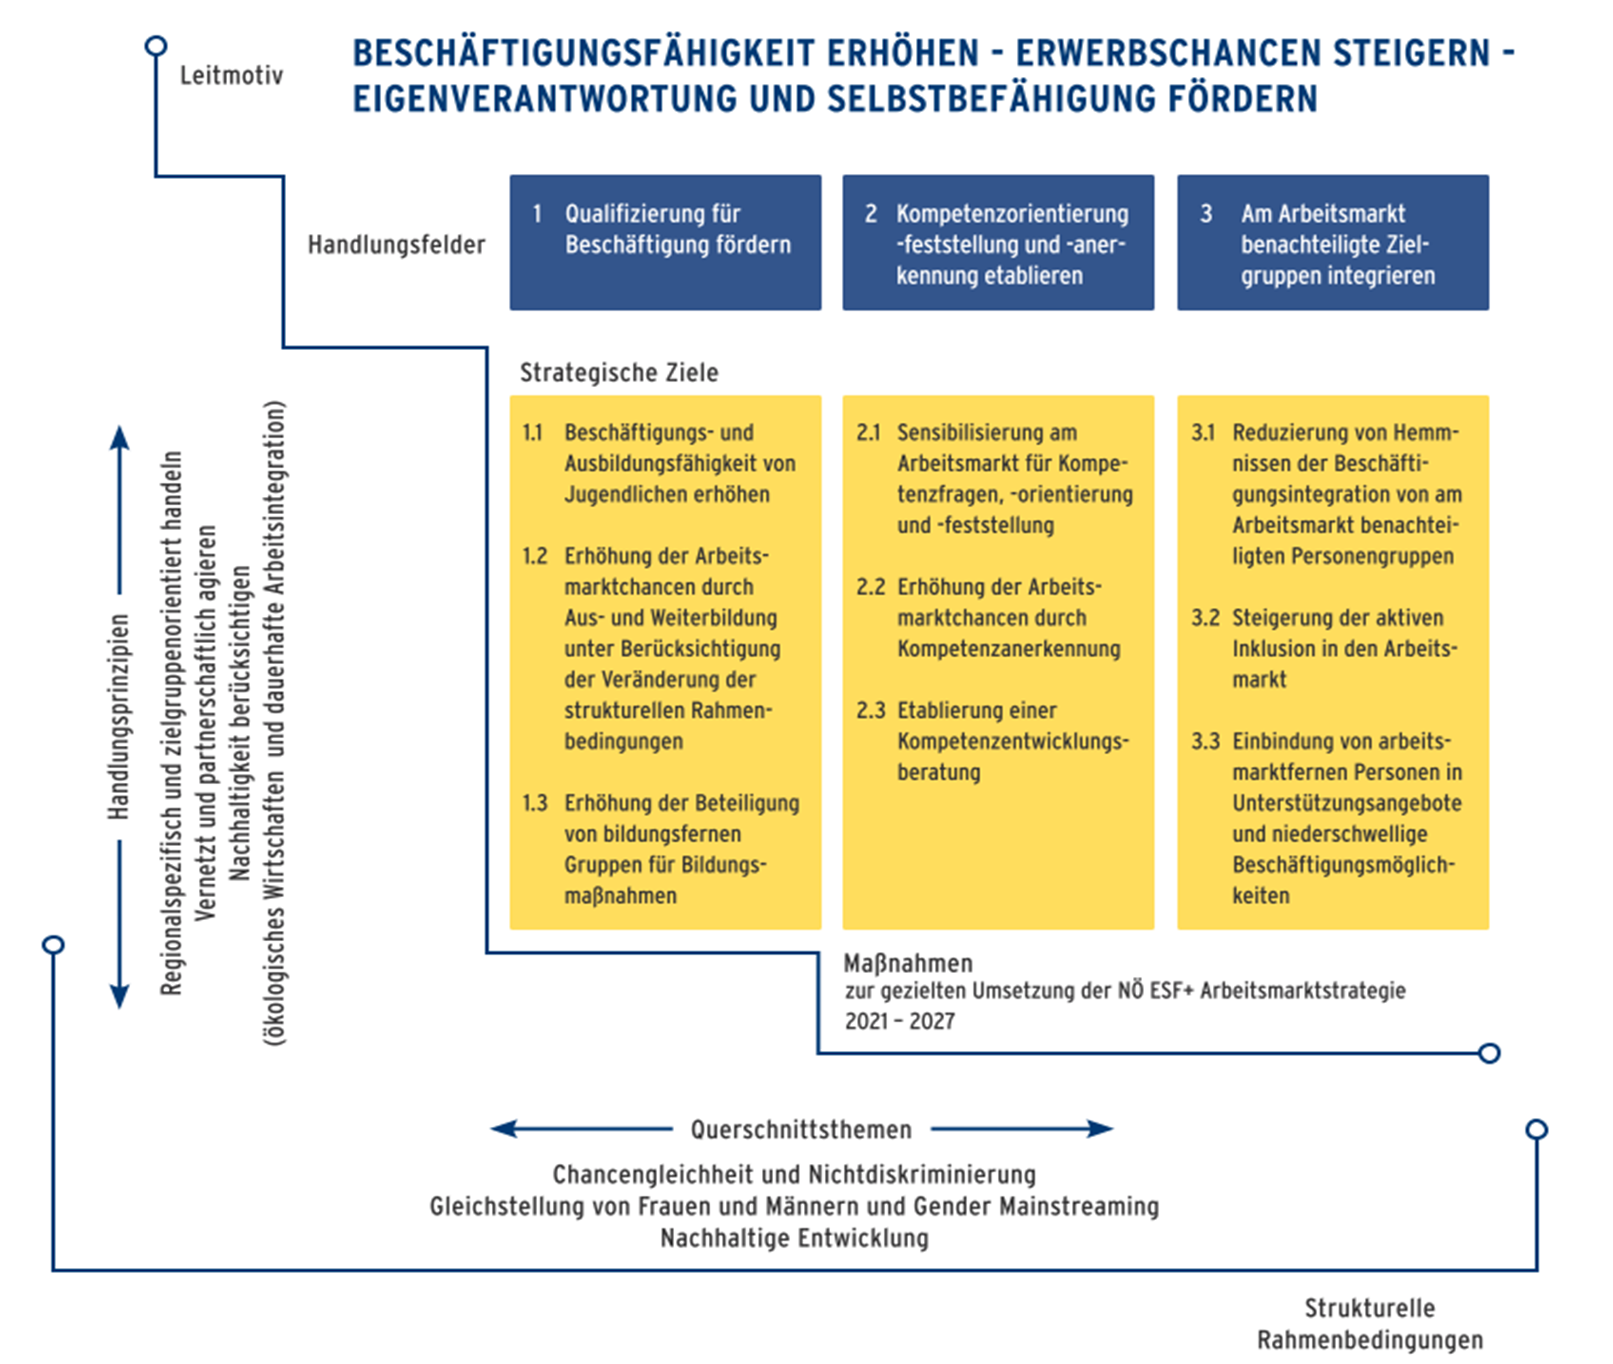 Leitmotiv
BESCHÄFTIGUNGSFÄHIGKEIT ERHÖHEN - ERWERBSCHANCEN STEIGERN -
EIGENVERANTWORTUNG UND SELBSTBEFÄHIGUNG FÖRDERN
Handlungsfelder
1 Qualifizierung für
Beschäftigung fördern
2 Kompetenzorientierung
-feststellung und -aner-
kennung etablieren
3 Am Arbeitsmarkt
benachteiligte Ziel-
gruppen integrieren
Strategische Ziele
1.1 Beschäftigungs- und
Ausbildungsfähigkeit von
Jugendlichen erhöhen
1.2 Erhöhung der Arbeits-
marktchancen durch
Aus- und Weiterbildung
unter Berücksichtigung
der Veränderung der
strukturellen Rahmen-
bedingungen
1.3 Erhöhung der Beteiligung
von bildungsfernen
Gruppen für Bildungs-
maßnahmen
2.1 Sensibilisierung am
Arbeitsmarkt für Kompe-
tenzfragen, -orientierung
und -feststellung
2.2 Erhöhung der Arbeits-
marktchancen durch
Kompetenzanerkennung
2.3 Etablierung einer
Kompetenzentwicklungs-
beratung
3.1 Reduzierung von Hemm-
nissen der Beschäfti-
gungsintegration von am
Arbeitsmarkt benachtei-
ligten Personengruppen
3.2 Steigerung der aktiven
Inklusion in den Arbeits-
markt
3.3 Einbindung von arbeits-
marktfernen Personen in
Unterstützungsangebote
und niederschwellige
Beschäftigungsmöglich-
keiten
Handlungsprinzipien
Regionalspezifisch und zielgruppenorientiert handeln
Vernetzt und partnerschaftlich agieren
Nachhaltigkeit berücksichtigen
(ökologisches Wirtschaften und dauerhafte Arbeitsintegration)
Maßnahmen
zur gezielten Umsetzung der NÖ ESF+ Arbeitsmarktstrategie
2021 – 2027
Querschnittsthemen
Chancengleichheit und Nichtdiskriminierung
Gleichstellung von Frauen und Männern und Gender Mainstreaming
Nachhaltige Entwicklung
Strukturelle
Rahmenbedingungen